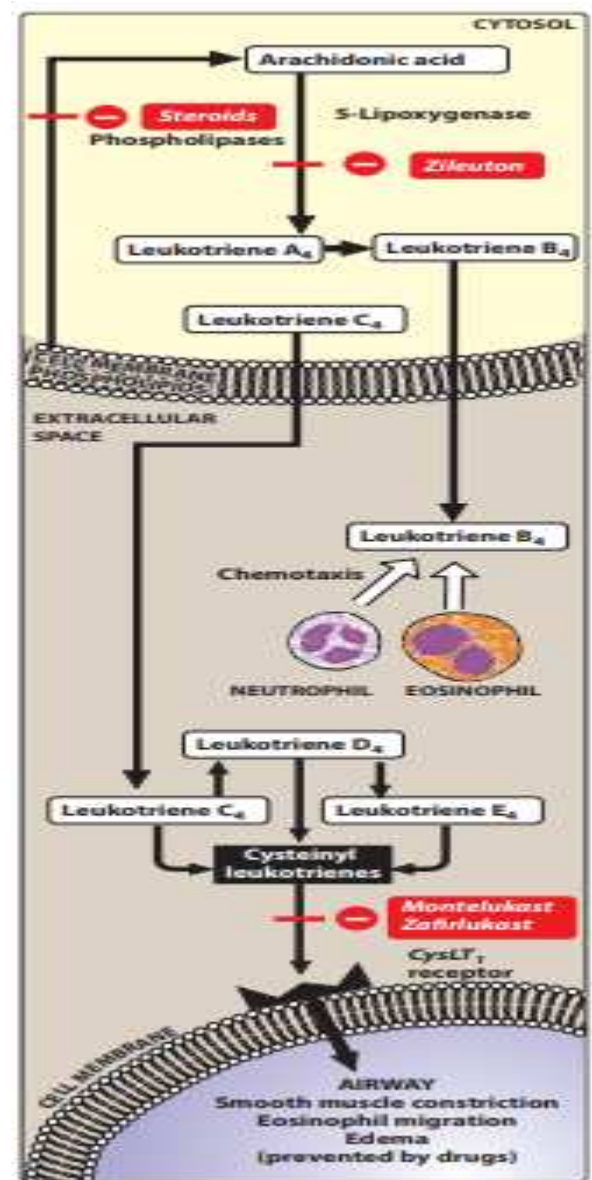 CYTOSOL
Arachidonic acid
Steroids
Phospholipases
5-Lipoxygenase
Zileuton
Leukotriene A4
Leukotriene B4
Leukotriene C4
CELL MEMBRANE
PHOSPHOLIPIDS
EXTRACELLULAR
SPACE
Leukotriene B4
Chemotaxis
NEUTROPHIL
EOSINOPHIL
Leukotriene D4
Leukotriene C4
Leukotriene E4
Cysteinyl
leukotrienes
Montelukast
Zafirlukast
CysLT1
receptor
CELL MEMBRANE
AIRWAY
Smooth muscle constriction
Eosinophil migration
Edema
(prevented by drugs)